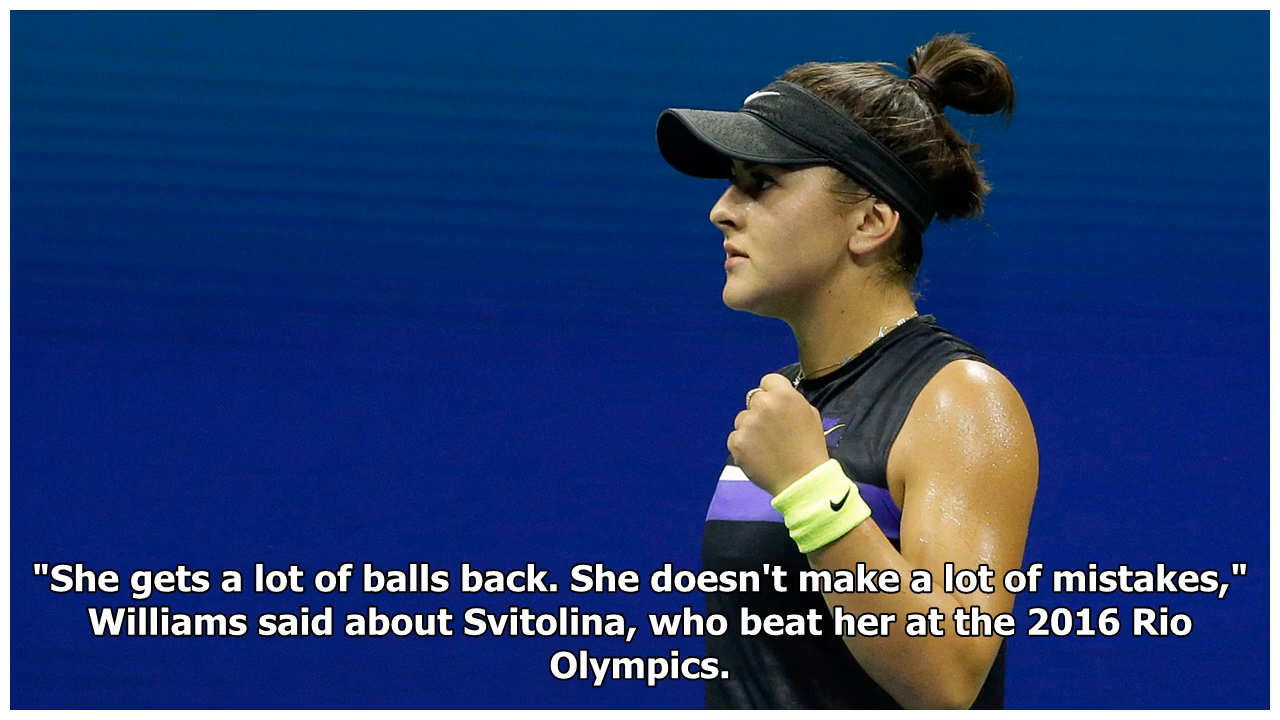 "She gets a lot of balls back. She doesn't make a lot of mistakes,"
Williams said about Svitolina, who beat her at the 2016 Rio
Olympics.